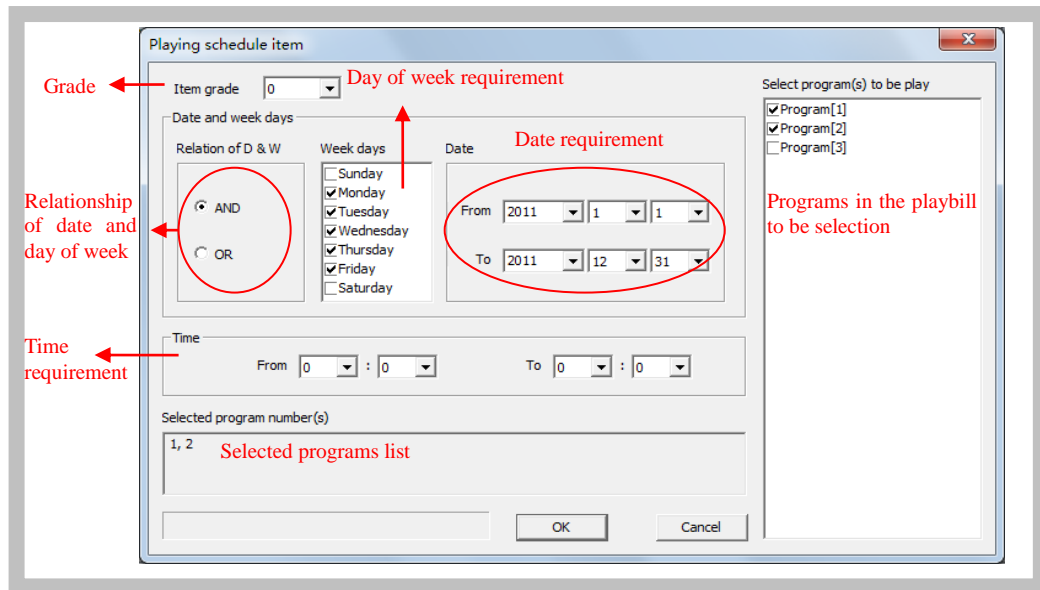 Playing schedule item
Grade
Item grade 0
Day of week requirement
Select program(s) to be play
Program[1]
Program[2]
Program[3]
Programs in the playbill
to be selection
Date and week days
Relation of D & W
AND
OR
Relationship
of date and
day of week
Week days
Sunday
Monday
Tuesday
Wednesday
Thursday
Friday
Saturday
Date
Date requirement
From 2011 1 1
To 2011 12 31
Time
requirement
Time
From 0 : 0 To 0 : 0
Selected program number(s)
1, 2
Selected programs list
OK Cancel